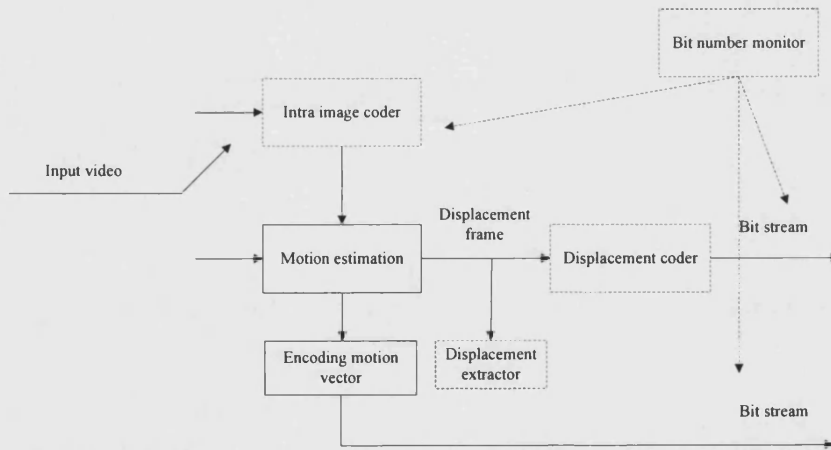 Bit number monitor
Intra image coder
Input video
Displacement
frame
Bit stream
Motion estimation
Displacement coder
Encoding motion
vector
Displacement
extractor
Bit stream